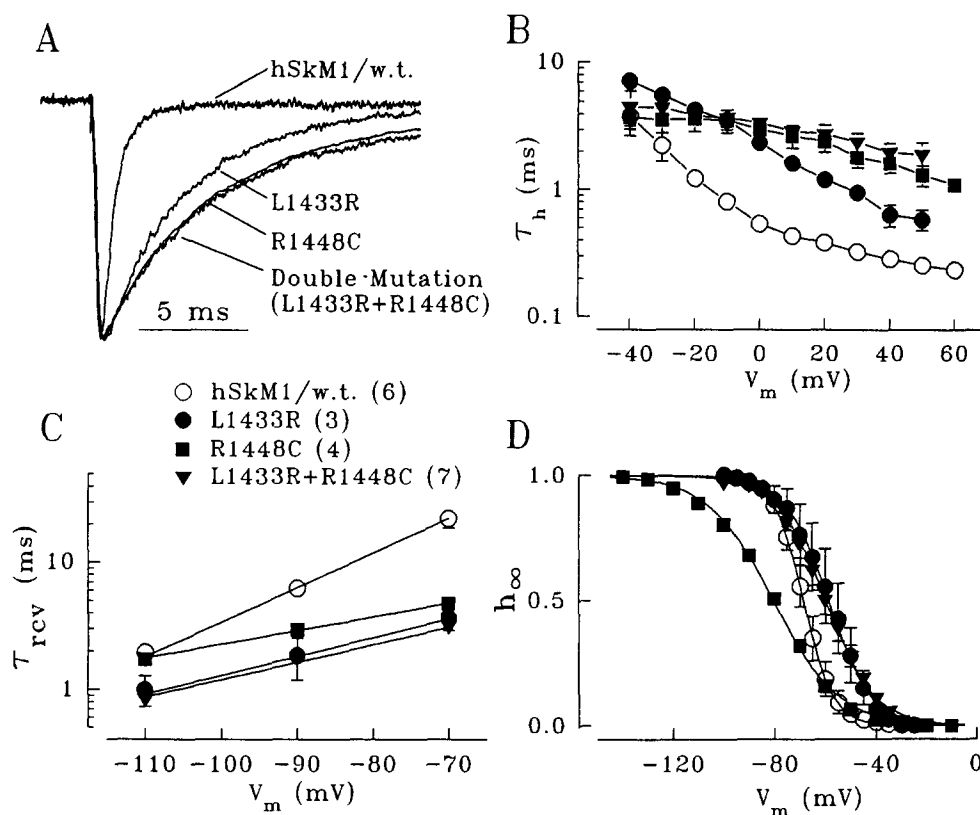 A
hSkM1/w.t.
L1433R
R1448C
Double-Mutation
(L1433R+R1448C)
5 ms
B
10
1
0.1
τh (ms)
-40 -20 0 20 40 60
Vm (mV)
hSkM1/w.t. (6)
L1433R (3)
R1448C (4)
L1433R+R1448C (7)
C
10
1
τrcv (ms)
-110 -100 -90 -80 -70
Vm (mV)
D
1.0
0.5
0.0
h∞
-120 -80 -40 0
Vm (mV)